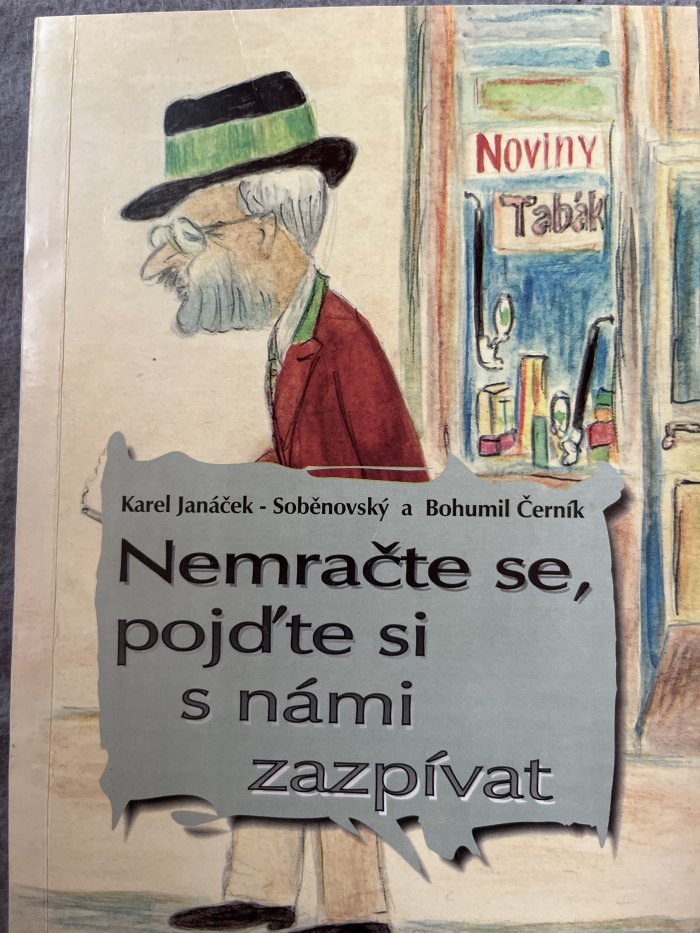 Noviny
Tabák
Karel Janáček - Soběnovský a Bohumil Černík
Nemračte se,
pojďte si
s námi
zazpívat